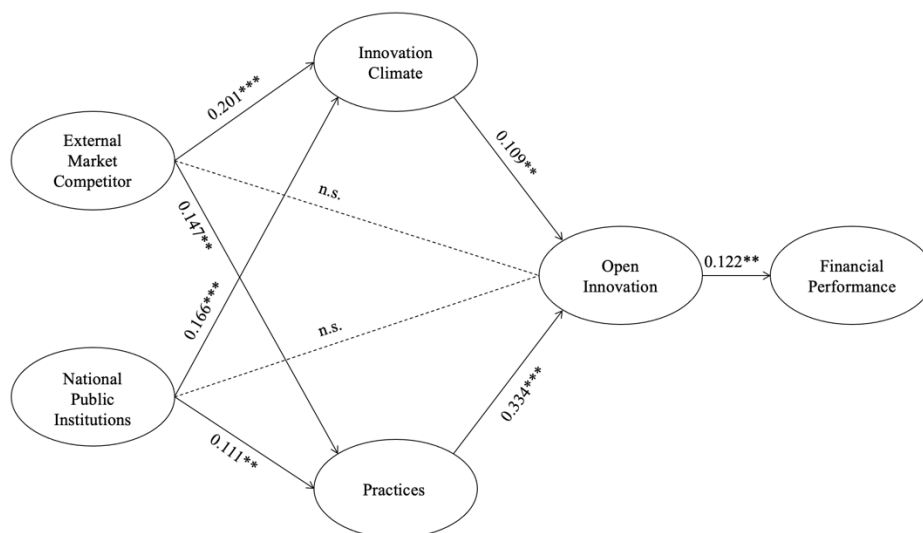 Innovation
Climate
0.201***
External
Market
Competitor
0.109**
n.s.
0.147**
0.166***
Open
Innovation
0.122**
Financial
Performance
n.s.
National
Public
Institutions
0.334***
0.111**
Practices